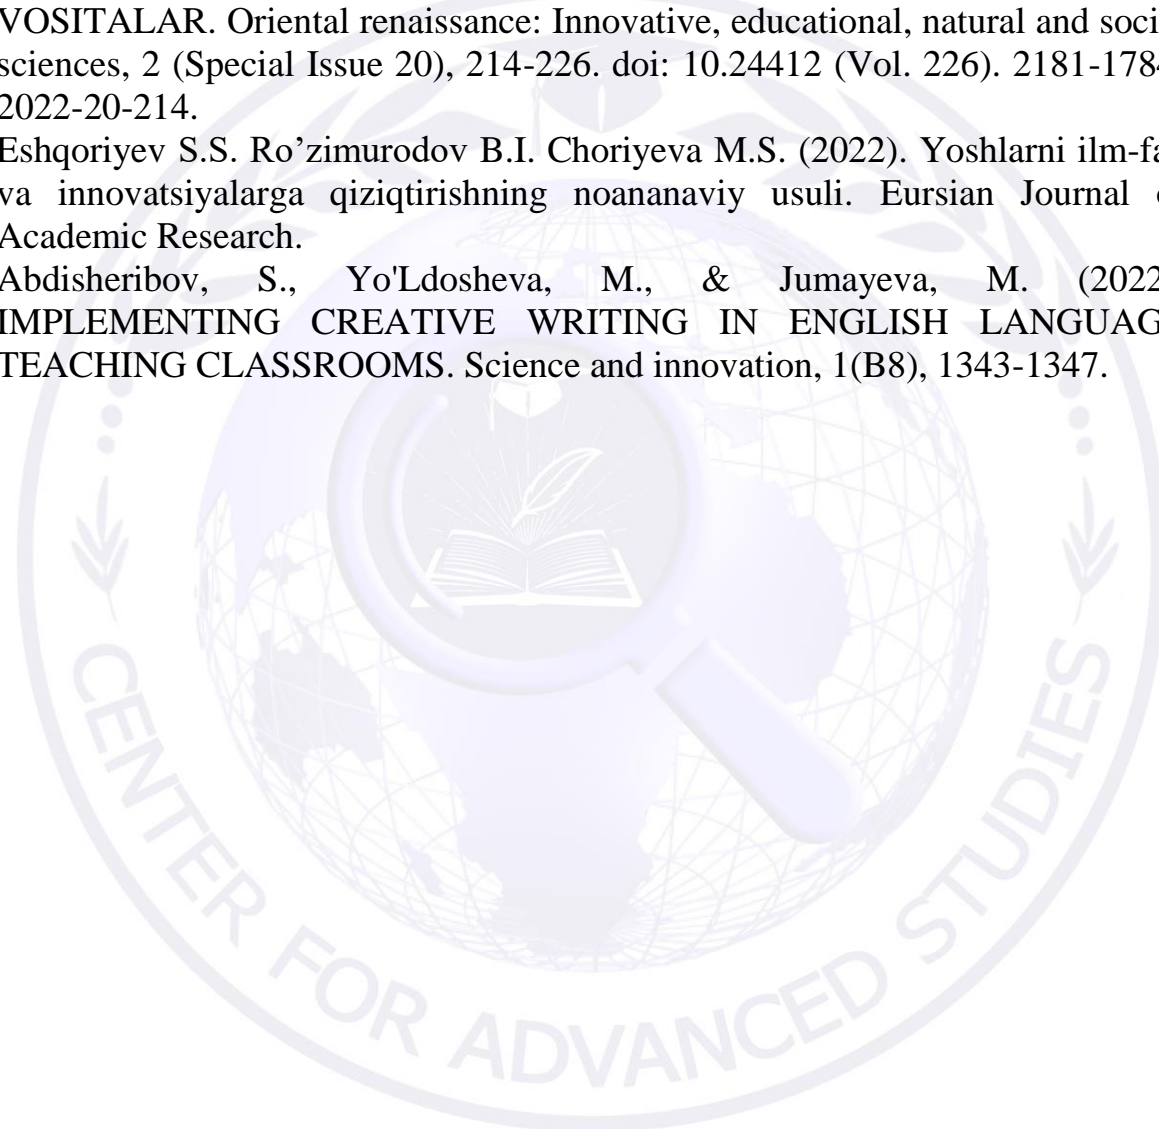 VOSITALAR. Oriental renaissance: Innovative, educational, natural and soci
sciences, 2 (Special Issue 20), 214-226. doi: 10.24412 (Vol. 226). 2181-1784
2022-20-214.
Eshqoriyev S.S. Ro’zimurodov B.I. Choriyeva M.S. (2022). Yoshlarni ilm-fa
va innovatsiyalarga qiziqtirishning noananaviy usuli. Eursian Journal
Academic Research.
Abdisheribov, S., Yo'Ldosheva, M., & Jumayeva, M. (2022
IMPLEMENTING CREATIVE WRITING IN ENGLISH LANGUAG
TEACHING CLASSROOMS. Science and innovation, 1(B8), 1343-1347.
CENTER FOR ADVANCED STUDIES